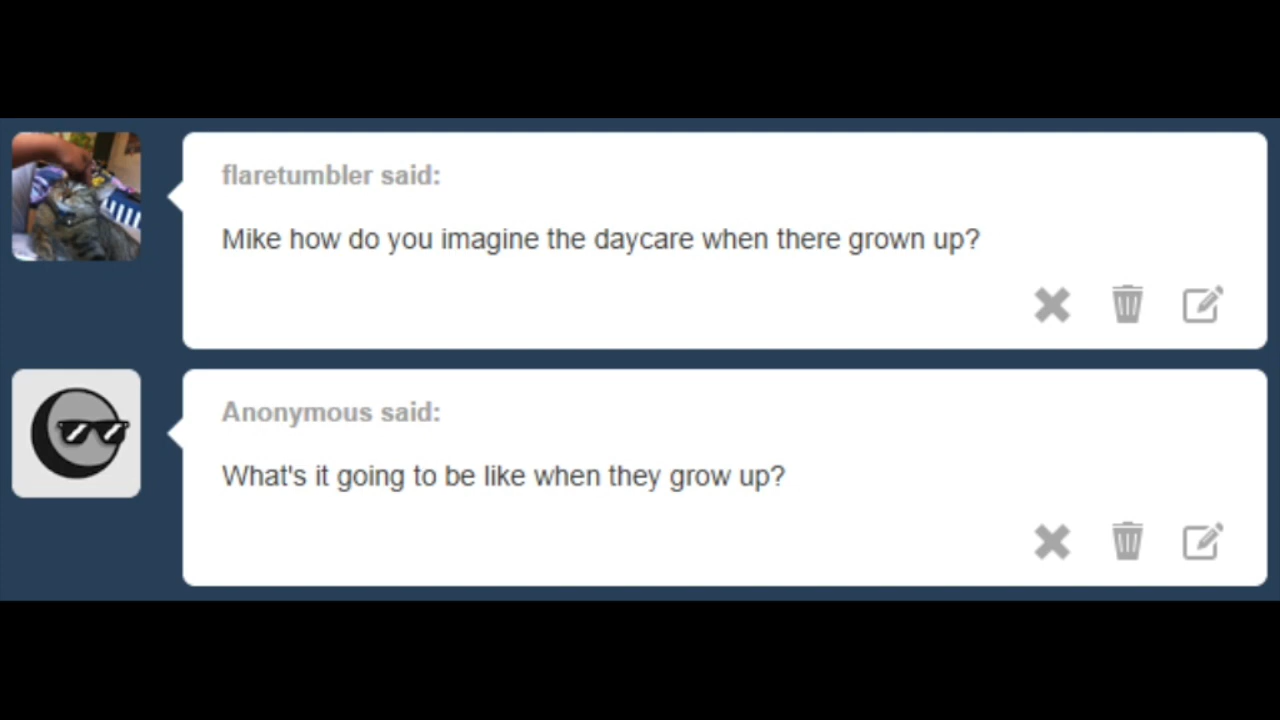 flaretumbler said:
Mike how do you imagine the daycare when there grown up?
Anonymous said:
What's it going to be like when they grow up?